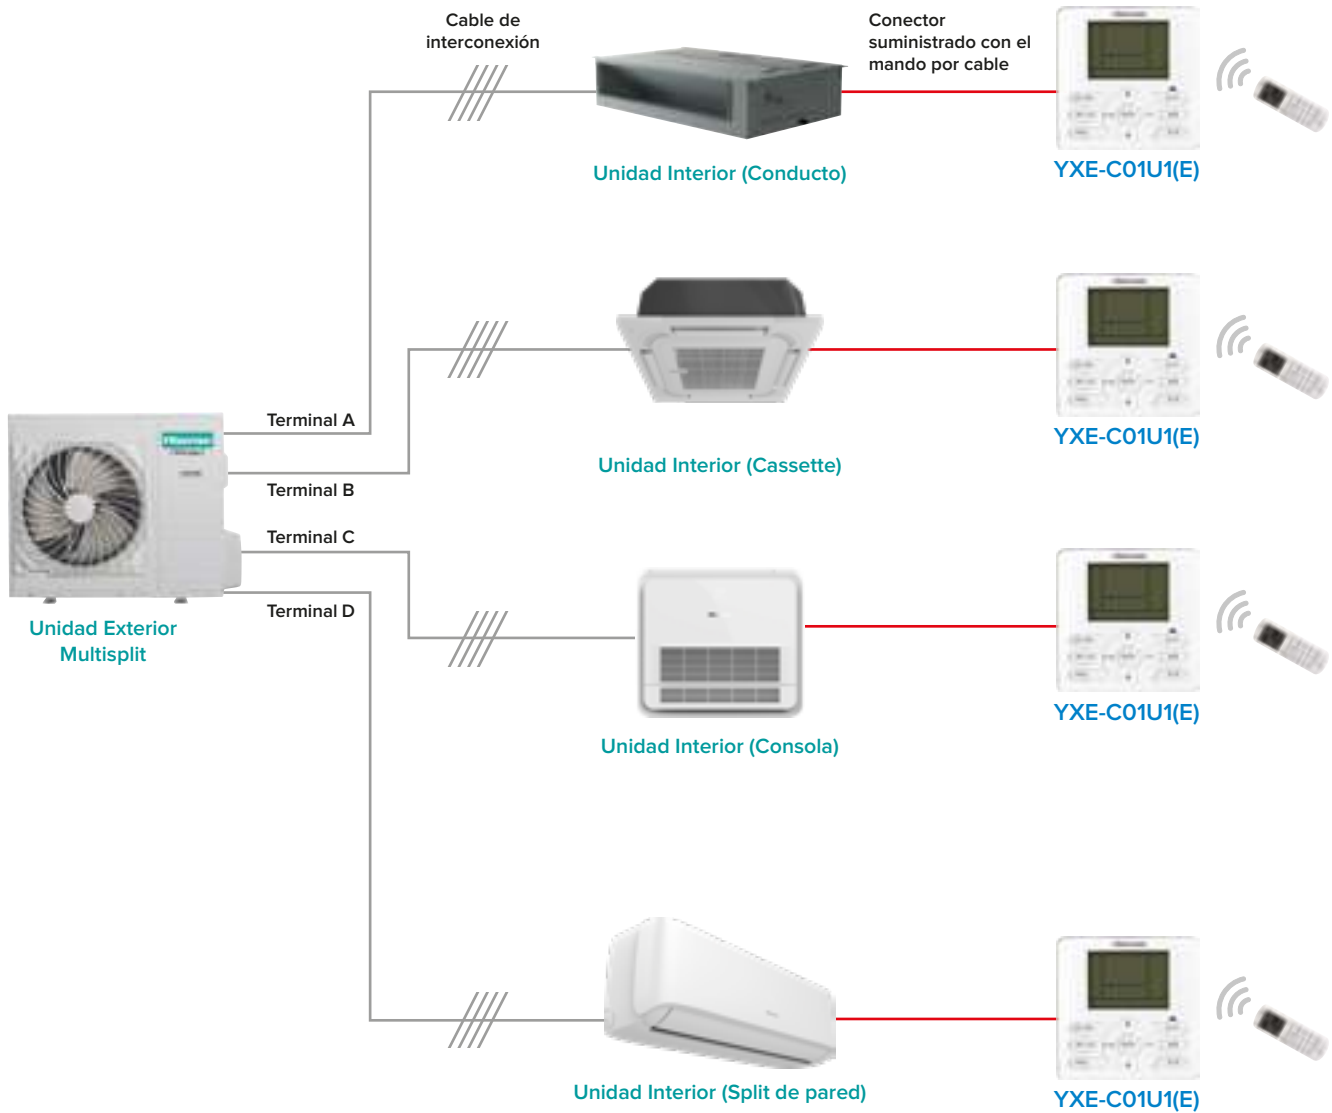 Cable de
interconexión
Conector
suministrado con el
mando por cable
Unidad Interior (Conducto)
YXE-C01U1(E)
Terminal A
Terminal B
Terminal C
Terminal D
Hisense
Unidad Exterior
Multisplit
Unidad Interior (Cassette)
YXE-C01U1(E)
Unidad Interior (Consola)
YXE-C01U1(E)
Unidad Interior (Split de pared)
YXE-C01U1(E)